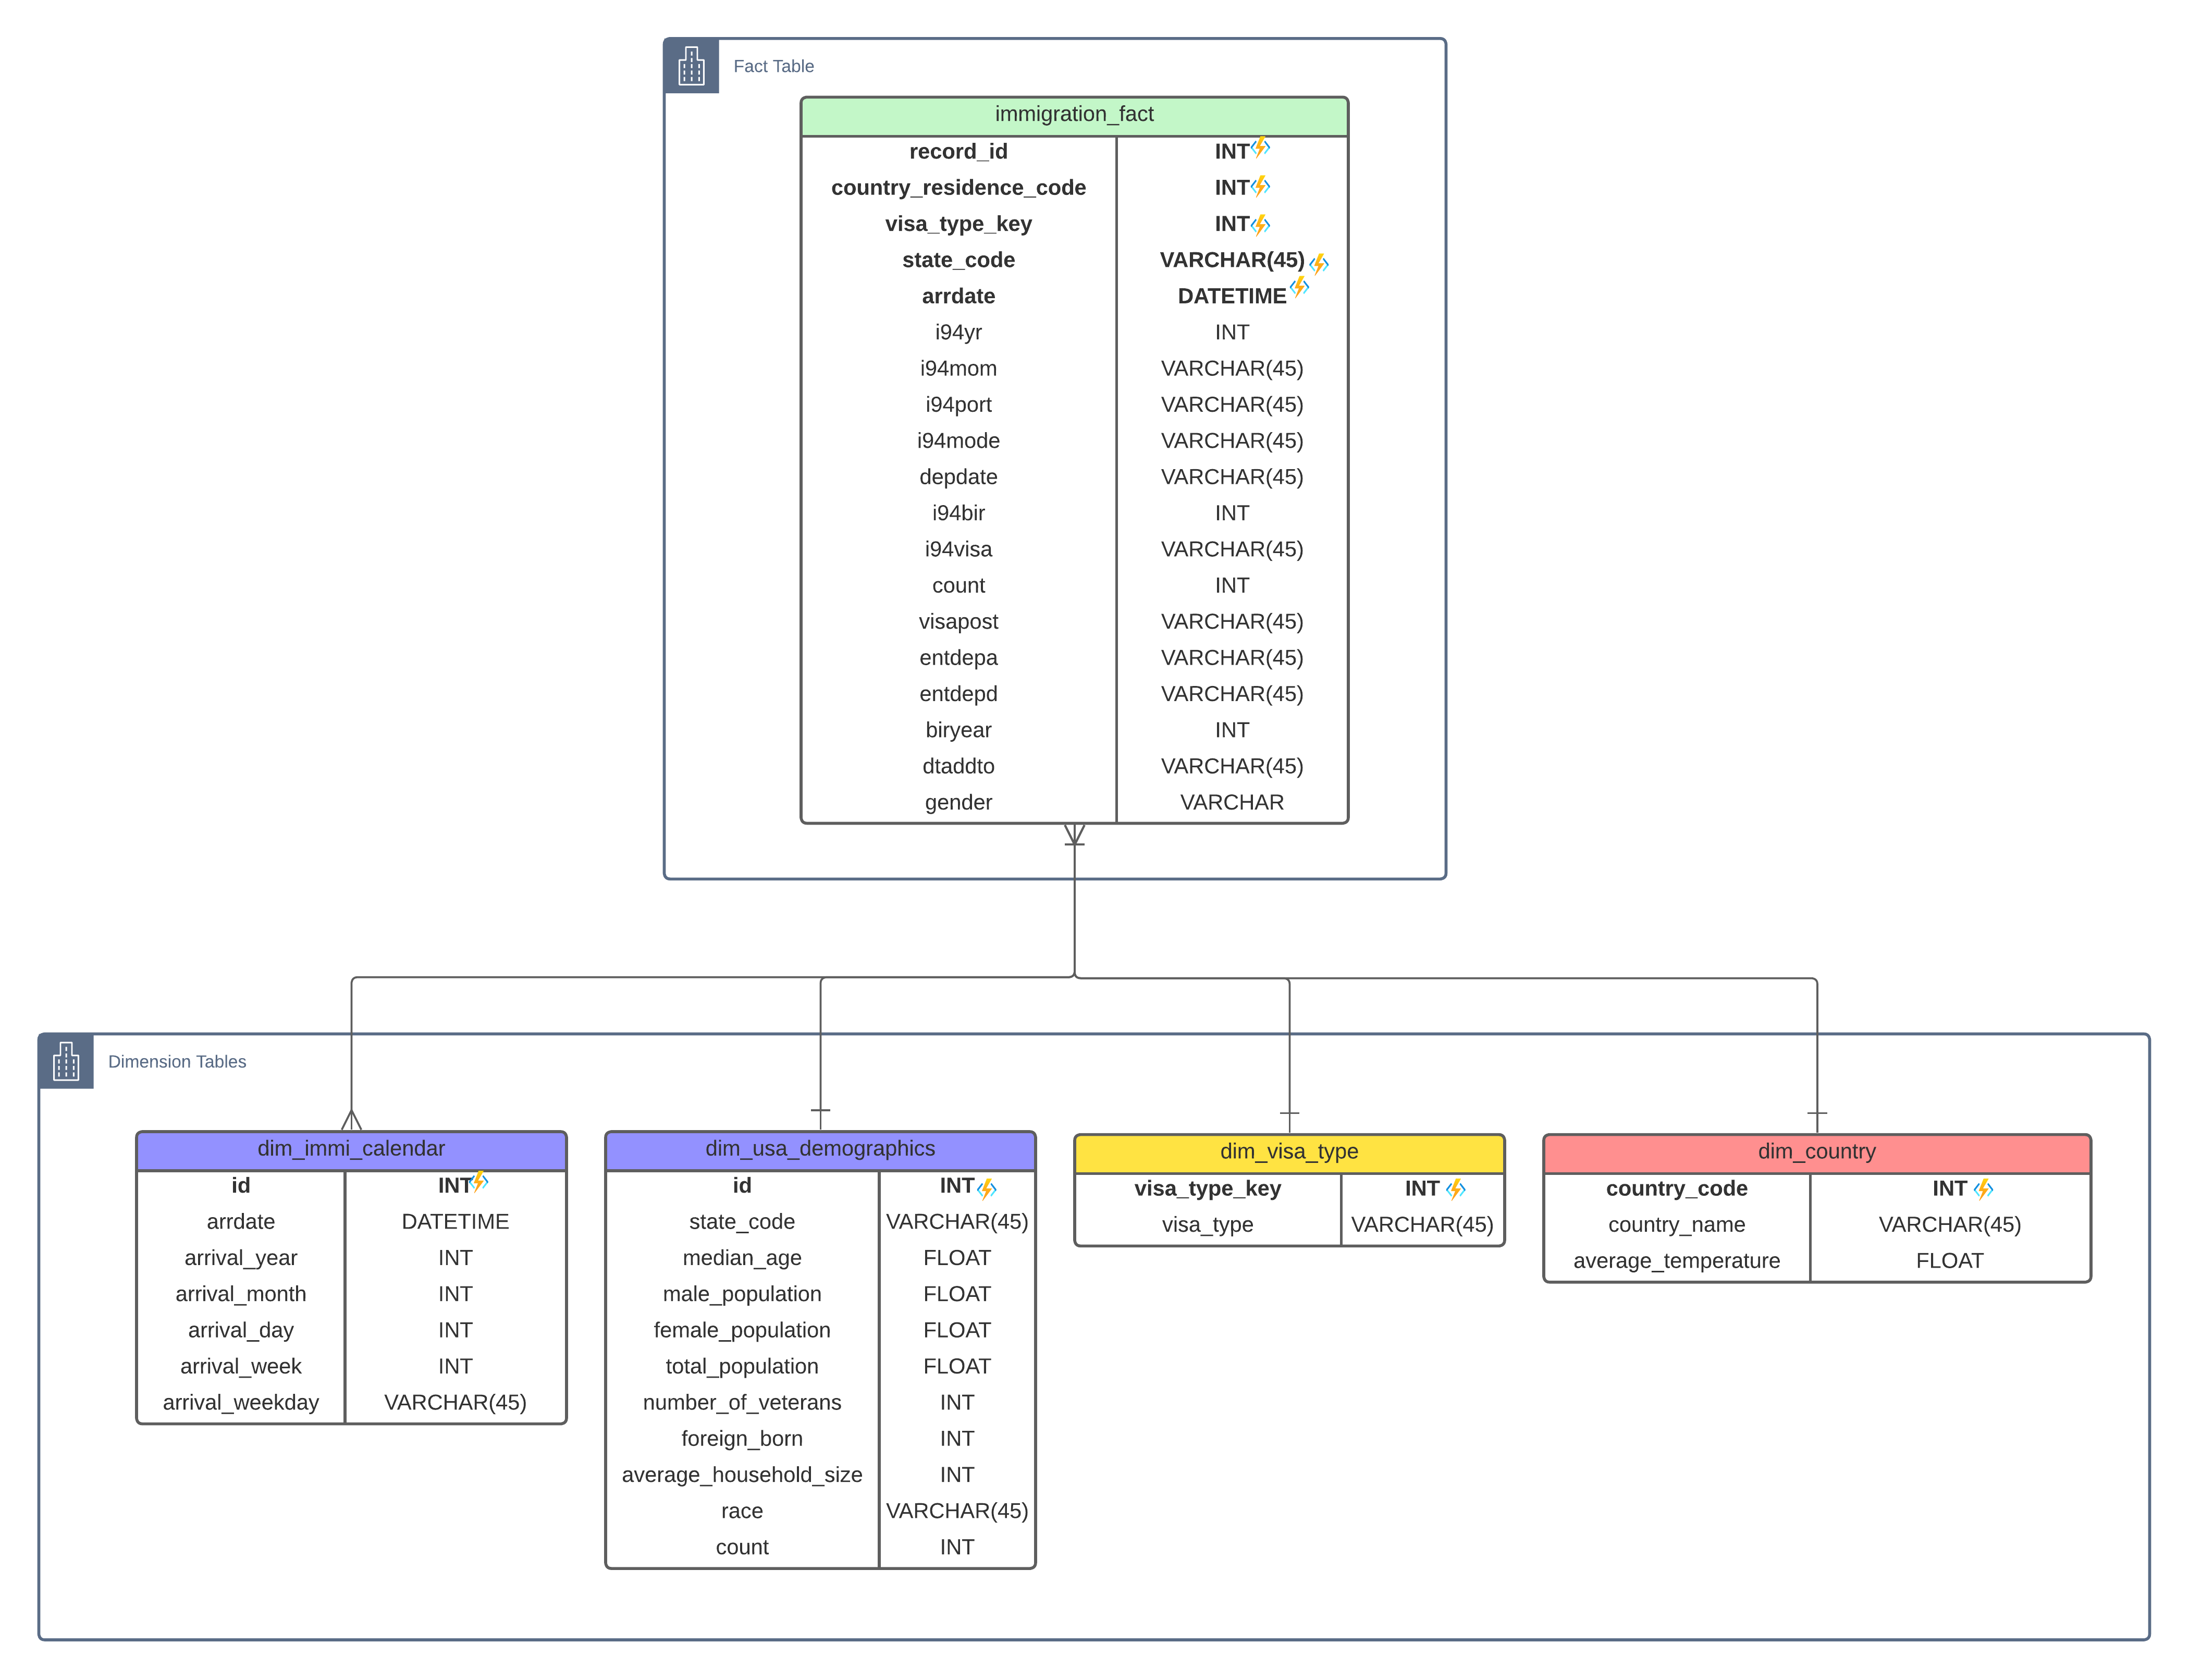 Fact Table
immigration_fact
record_id INT
country_residence_code INT
visa_type_key INT
state_code VARCHAR(45)
arrdate DATETIME
i94yr INT
i94mom VARCHAR(45)
i94port VARCHAR(45)
i94mode VARCHAR(45)
depdate VARCHAR(45)
i94bir INT
i94visa VARCHAR(45)
count INT
visapost VARCHAR(45)
entdepa VARCHAR(45)
entdepd VARCHAR(45)
biryear INT
dtaddto VARCHAR(45)
gender VARCHAR
Dimension Tables
dim_immi_calendar
id INT
arrdate DATETIME
arrival_year INT
arrival_month INT
arrival_day INT
arrival_week INT
arrival_weekday VARCHAR(45)
dim_usa_demographics
id INT
state_code VARCHAR(45)
median_age FLOAT
male_population FLOAT
female_population FLOAT
total_population FLOAT
number_of_veterans INT
foreign_born INT
average_household_size INT
race VARCHAR(45)
count INT
dim_visa_type
visa_type_key INT
visa_type VARCHAR(45)
dim_country
country_code INT
country_name VARCHAR(45)
average_temperature FLOAT